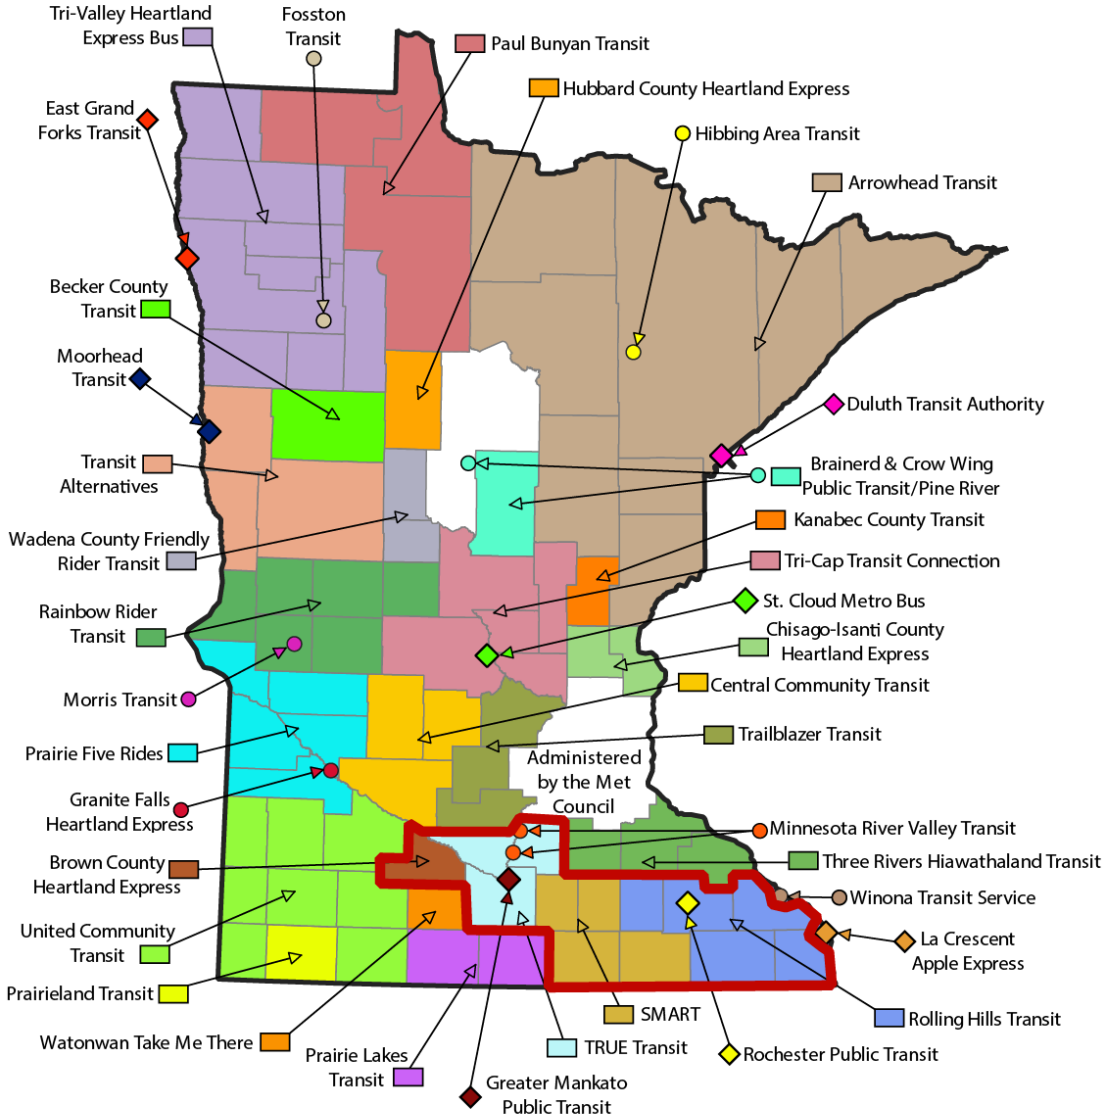 Tri-Valley Heartland
Express Bus
Fosston
Transit
Paul Bunyan Transit
Hubbard County Heartland Express
East Grand
Forks Transit
Hibbing Area Transit
Arrowhead Transit
Becker County
Transit
Moorhead
Transit
Duluth Transit Authority
Transit
Alternatives
Brainerd & Crow Wing
Public Transit/Pine River
Kanabec County Transit
Wadena County Friendly
Rider Transit
Tri-Cap Transit Connection
St. Cloud Metro Bus
Rainbow Rider
Transit
Chisago-Isanti County
Heartland Express
Morris Transit
Central Community Transit
Trailblazer Transit
Prairie Five Rides
Administered
by the Met
Council
Granite Falls
Heartland Express
Minnesota River Valley Transit
Brown County
Heartland Express
Three Rivers Hiawathaland Transit
Winona Transit Service
United Community
Transit
La Crescent
Apple Express
Prairieland Transit
SMART
Rolling Hills Transit
Watonwan Take Me There
TRUE Transit
Rochester Public Transit
Prairie Lakes
Transit
Greater Mankato
Public Transit